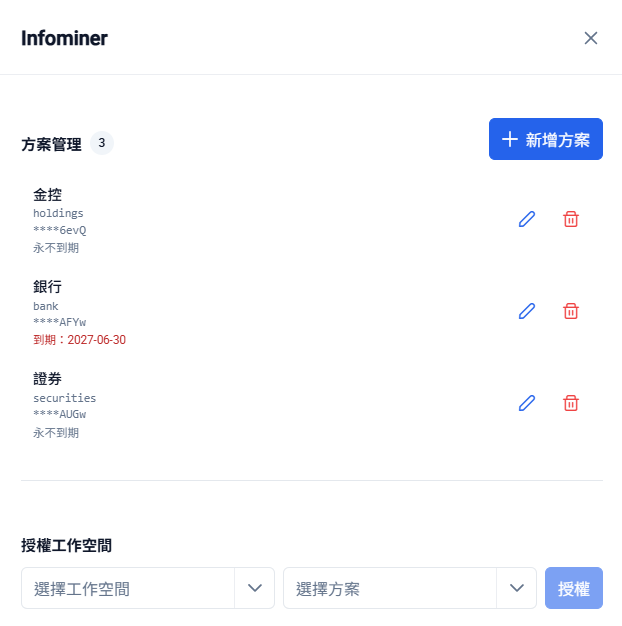 Infominer
方案管理 3
新增方案
金控
holdings
****6evQ
永不到期
銀行
bank
****AFYw
到期：2027-06-30
證券
securities
****AUGw
永不到期
授權工作空間
選擇工作空間
選擇方案
授權